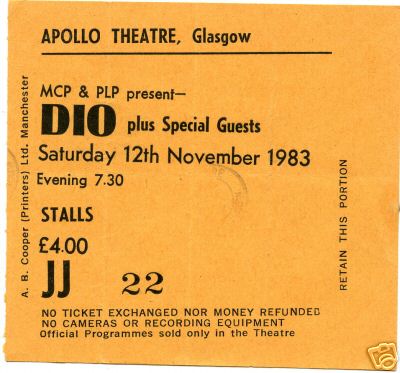 APOLLO THEATRE, Glasgow
MCP & PLP present—
DIO plus Special Guests
Saturday 12th November 1983
Evening 7.30
STALLS
£4.00
JJ 22
NO TICKET EXCHANGED NOR MONEY REFUNDED
NO CAMERAS OR RECORDING EQUIPMENT
Official Programmes sold only in the Theatre
A. B. Cooper (Printers) Ltd. Manchester
RETAIN THIS PORTION